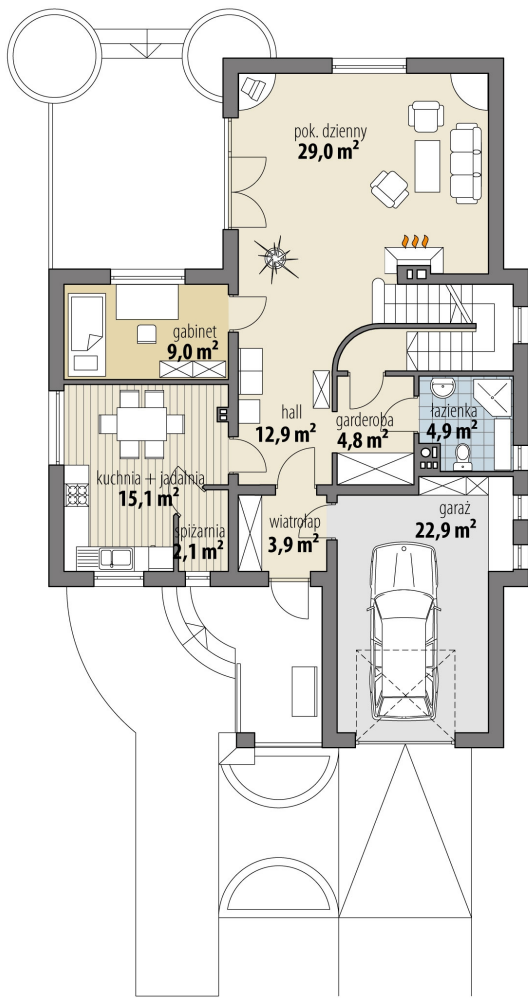 pok. dzienny
29,0 m²
gabinet
9,0 m²
hall
12,9 m²
garderoba
4,8 m²
łazienka
4,9 m²
kuchnia + jadalnia
15,1 m²
spiżarnia
2,1 m²
wiatrołap
3,9 m²
garaż
22,9 m²